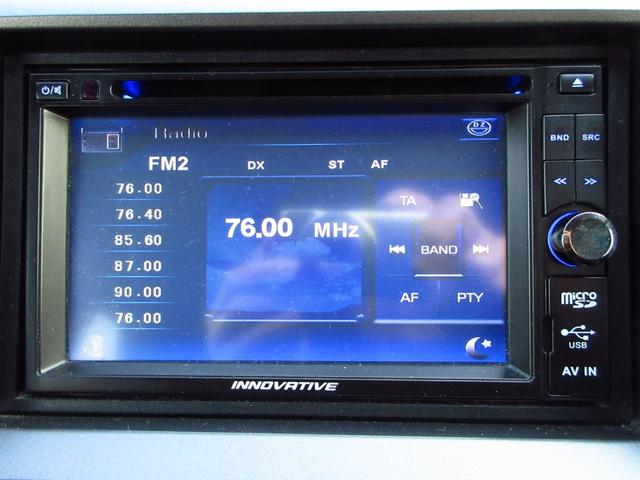 Radio
FM2 DX ST AF
76.00
76.40
85.60
87.00
90.00
76.00
76.00 MHz
TA
BAND
AF PTY
INNOVATIVE
BND SRC
micro SD
USB
AV IN